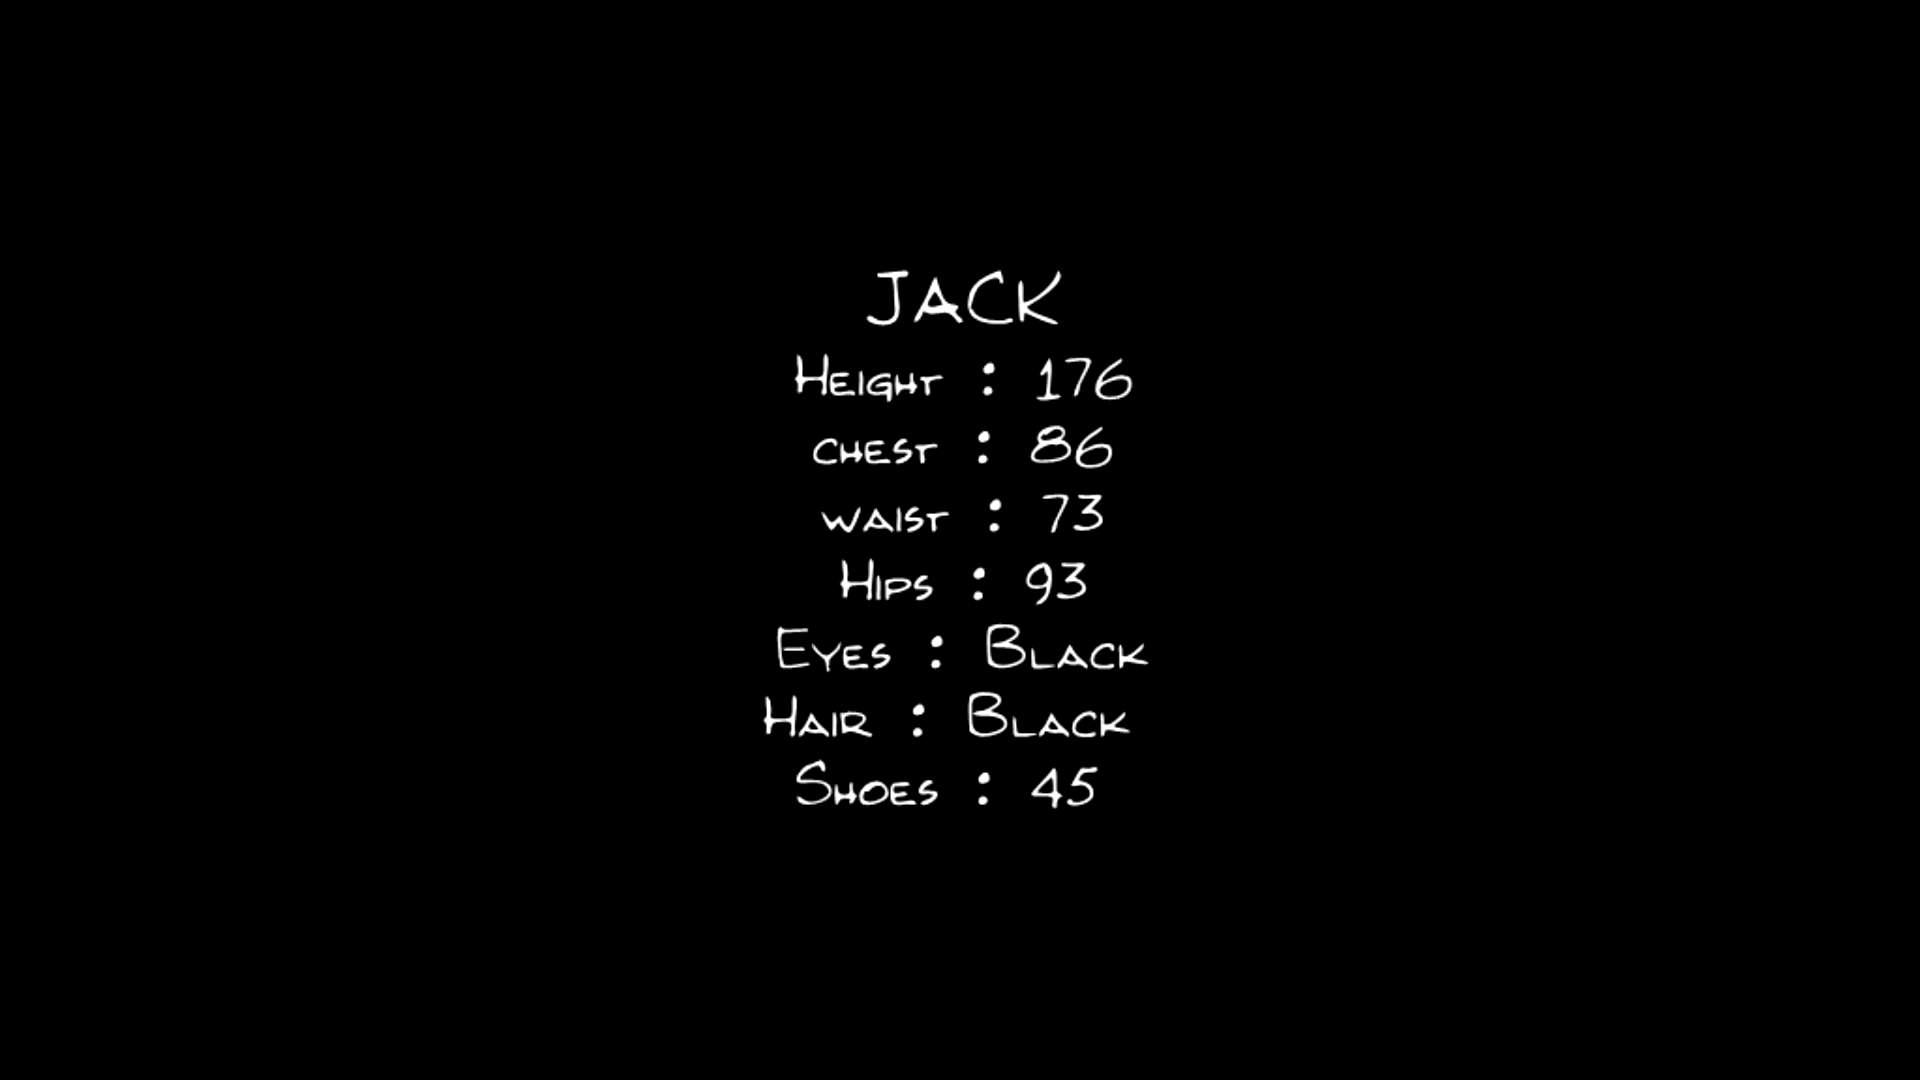 JACK
Height : 176
chest : 86
waist : 73
Hips : 93
Eyes : Black
Hair : Black
Shoes : 45